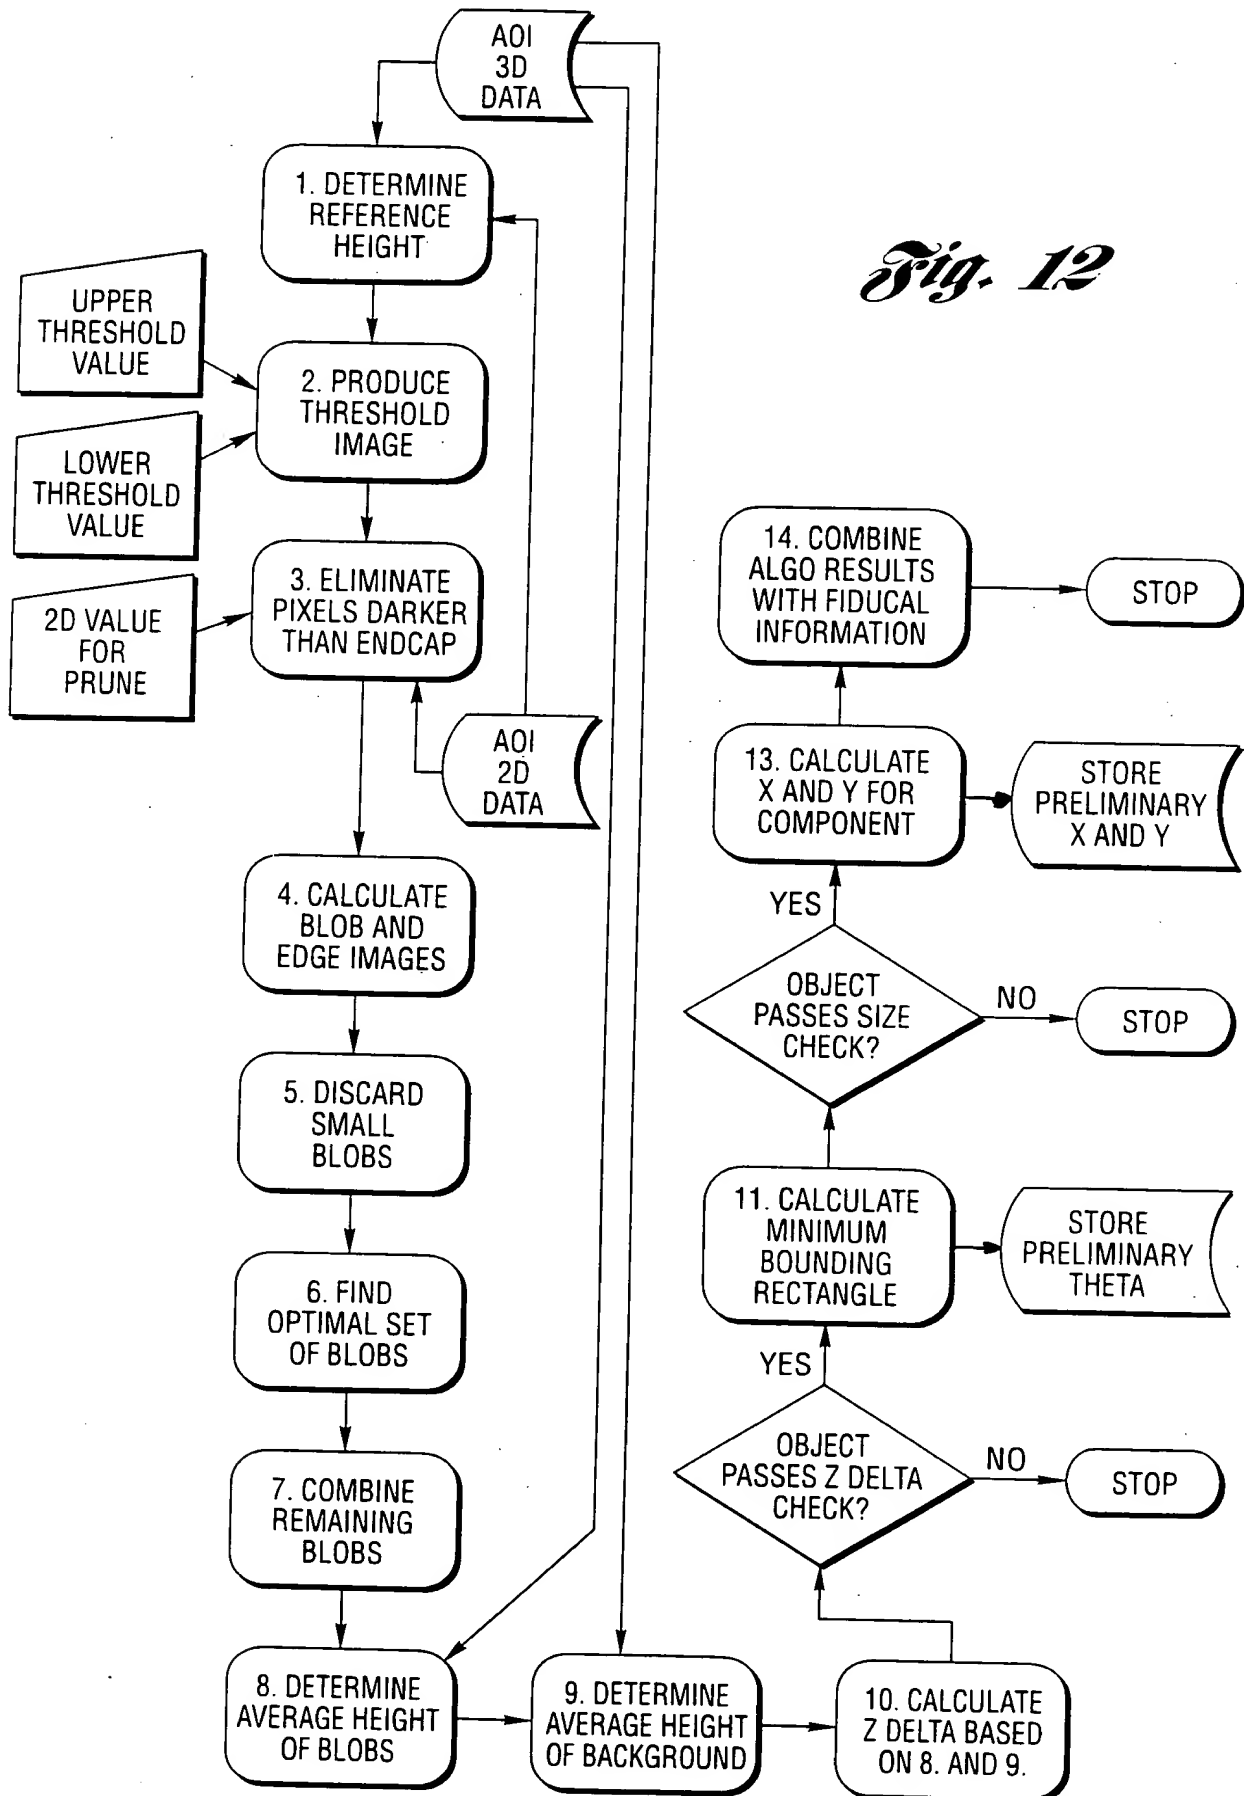 AOI
3D
DATA
1. DETERMINE
REFERENCE
HEIGHT
Fig. 12
UPPER
THRESHOLD
VALUE
2. PRODUCE
THRESHOLD
IMAGE
LOWER
THRESHOLD
VALUE
3. ELIMINATE
PIXELS DARKER
THAN ENDCAP
2D VALUE
FOR
PRUNE
AOI
2D
DATA
4. CALCULATE
BLOB AND
EDGE IMAGES
5. DISCARD
SMALL
BLOBS
6. FIND
OPTIMAL SET
OF BLOBS
7. COMBINE
REMAINING
BLOBS
8. DETERMINE
AVERAGE HEIGHT
OF BLOBS
9. DETERMINE
AVERAGE HEIGHT
OF BACKGROUND
10. CALCULATE
Z DELTA BASED
ON 8. AND 9.
OBJECT
PASSES Z DELTA
CHECK?
NO
STOP
YES
11. CALCULATE
MINIMUM
BOUNDING
RECTANGLE
STORE
PRELIMINARY
THETA
OBJECT
PASSES SIZE
CHECK?
NO
STOP
YES
13. CALCULATE
X AND Y FOR
COMPONENT
STORE
PRELIMINARY
X AND Y
14. COMBINE
ALGO RESULTS
WITH FIDUCAL
INFORMATION
STOP